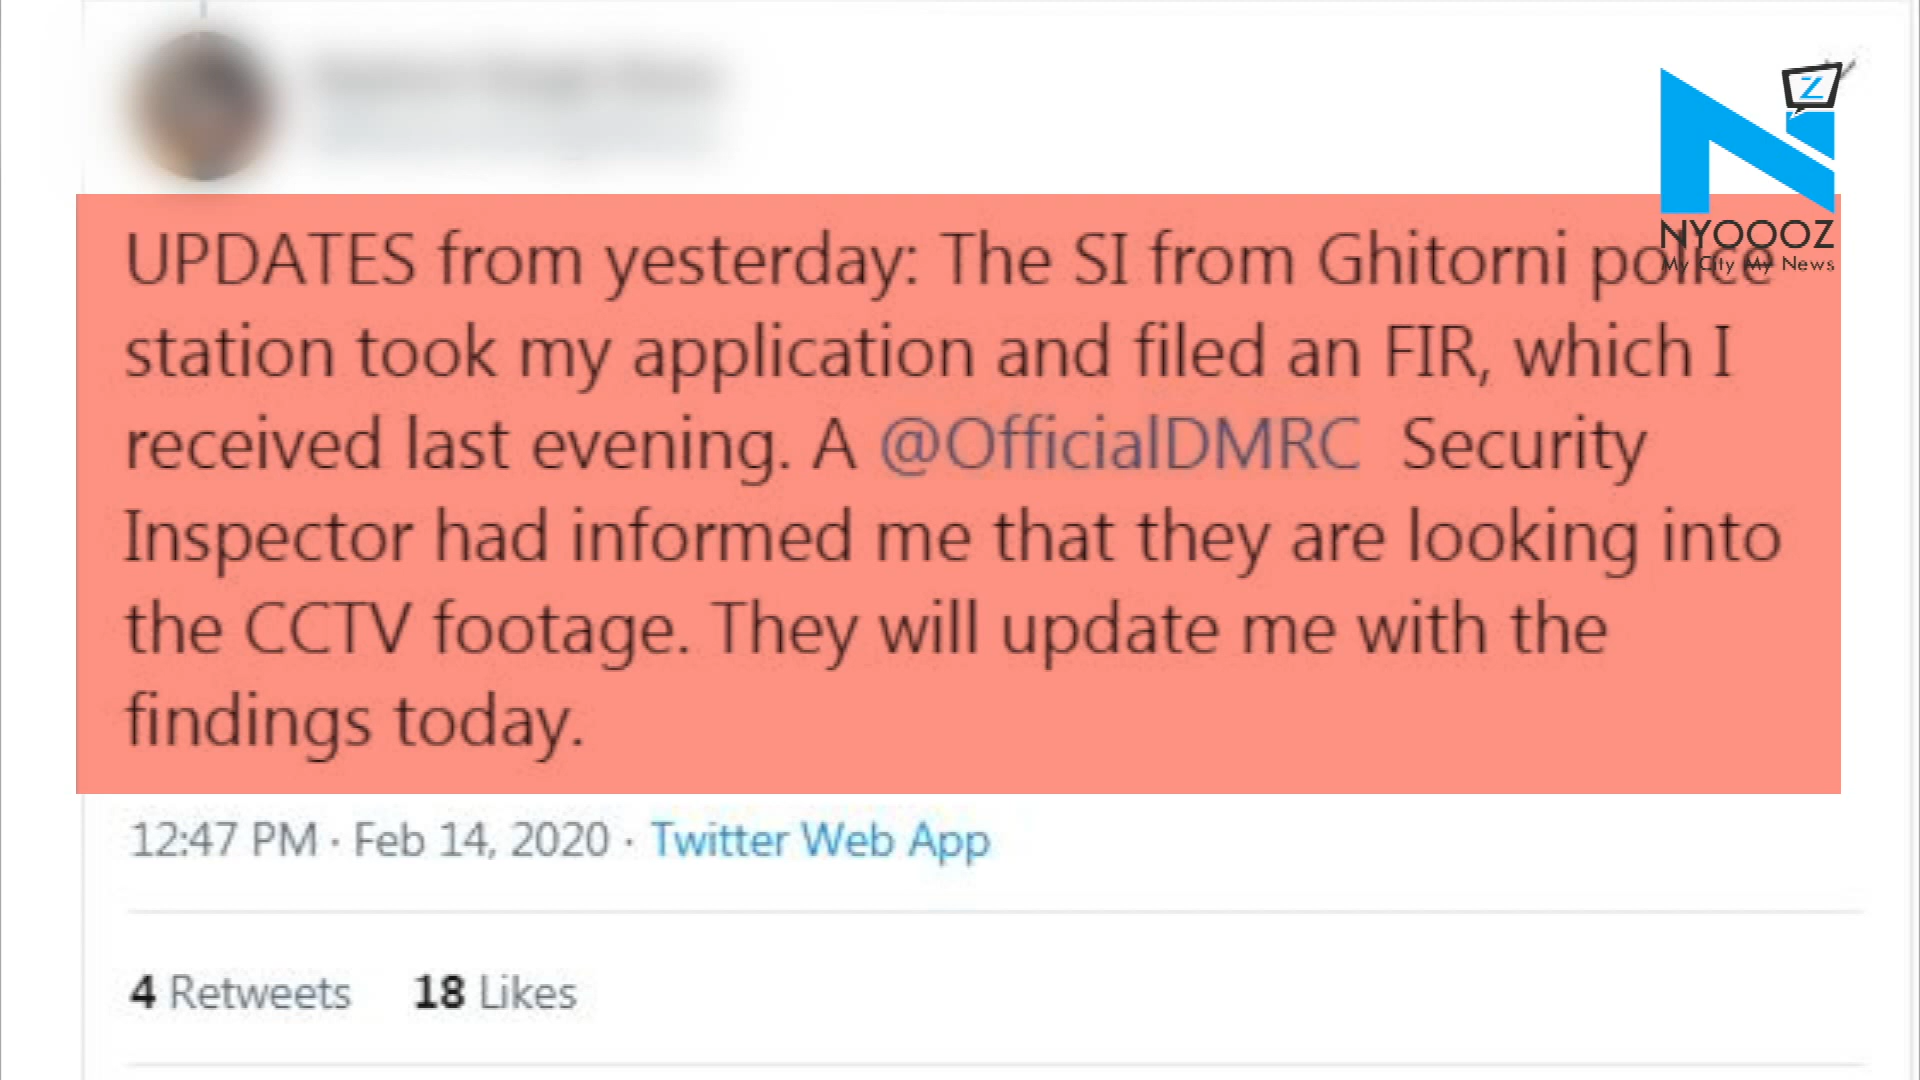 Z
NYOOOZ
My City My News
UPDATES from yesterday: The SI from Ghitorni police
station took my application and filed an FIR, which I
received last evening. A @OfficialDMRC Security
Inspector had informed me that they are looking into
the CCTV footage. They will update me with the
findings today.
12:47 PM · Feb 14, 2020 · Twitter Web App
4 Retweets 18 Likes